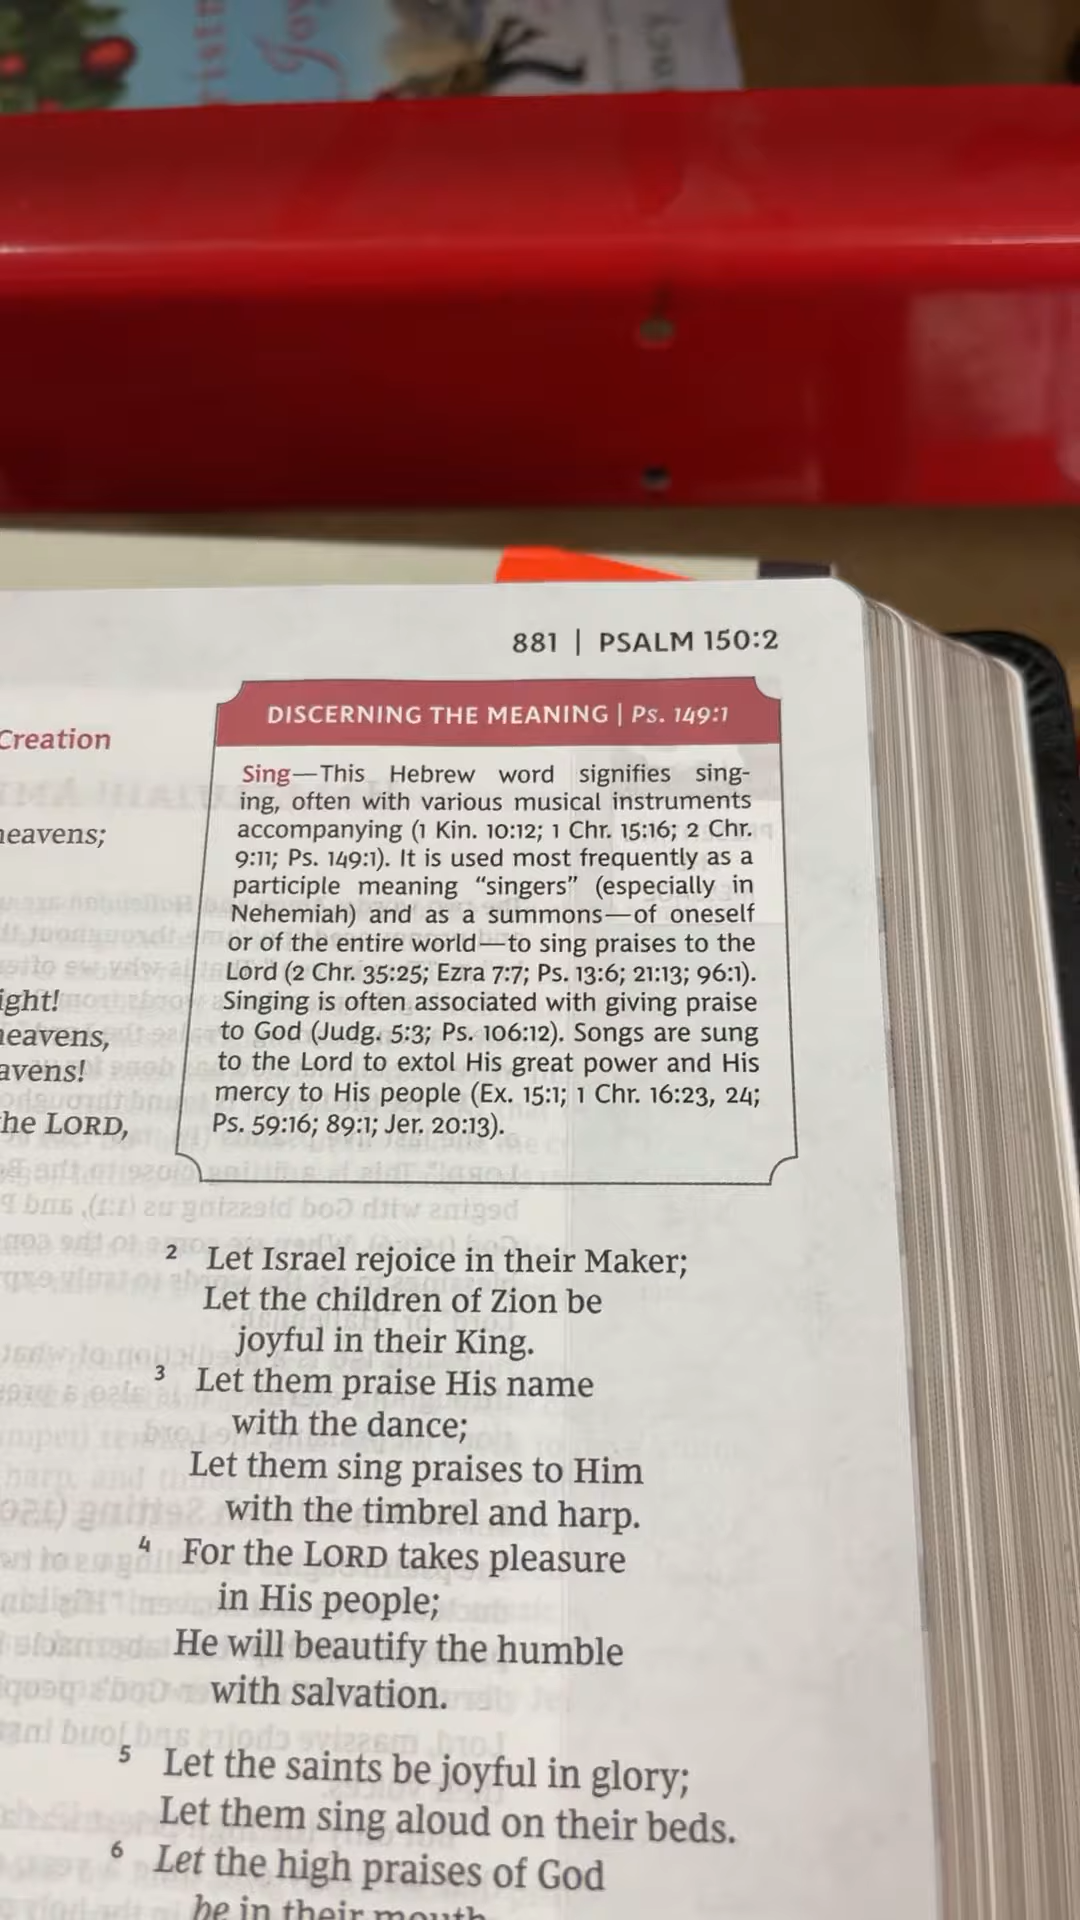 881 | PSALM 150:2
Creation
heavens;
ight!
heavens,
avens!
the LORD,
DISCERNING THE MEANING | Ps. 149:1
Sing—This Hebrew word signifies sing-
ing, often with various musical instruments
accompanying (1 Kin. 10:12; 1 Chr. 15:16; 2 Chr.
9:11; Ps. 149:1). It is used most frequently as a
participle meaning “singers” (especially in
Nehemiah) and as a summons—of oneself
or of the entire world—to sing praises to the
Lord (2 Chr. 35:25; Ezra 7:7; Ps. 13:6; 21:13; 96:1).
Singing is often associated with giving praise
to God (Judg. 5:3; Ps. 106:12). Songs are sung
to the Lord to extol His great power and His
mercy to His people (Ex. 15:1; 1 Chr. 16:23, 24;
Ps. 59:16; 89:1; Jer. 20:13).
2 Let Israel rejoice in their Maker;
Let the children of Zion be
joyful in their King.
3 Let them praise His name
with the dance;
Let them sing praises to Him
with the timbrel and harp.
4 For the LORD takes pleasure
in His people;
He will beautify the humble
with salvation.
5 Let the saints be joyful in glory;
Let them sing aloud on their beds.
6 Let the high praises of God
be in their mouth